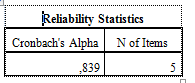 Reliability Statistics
Cronbach's Alpha N of Items
,839 5